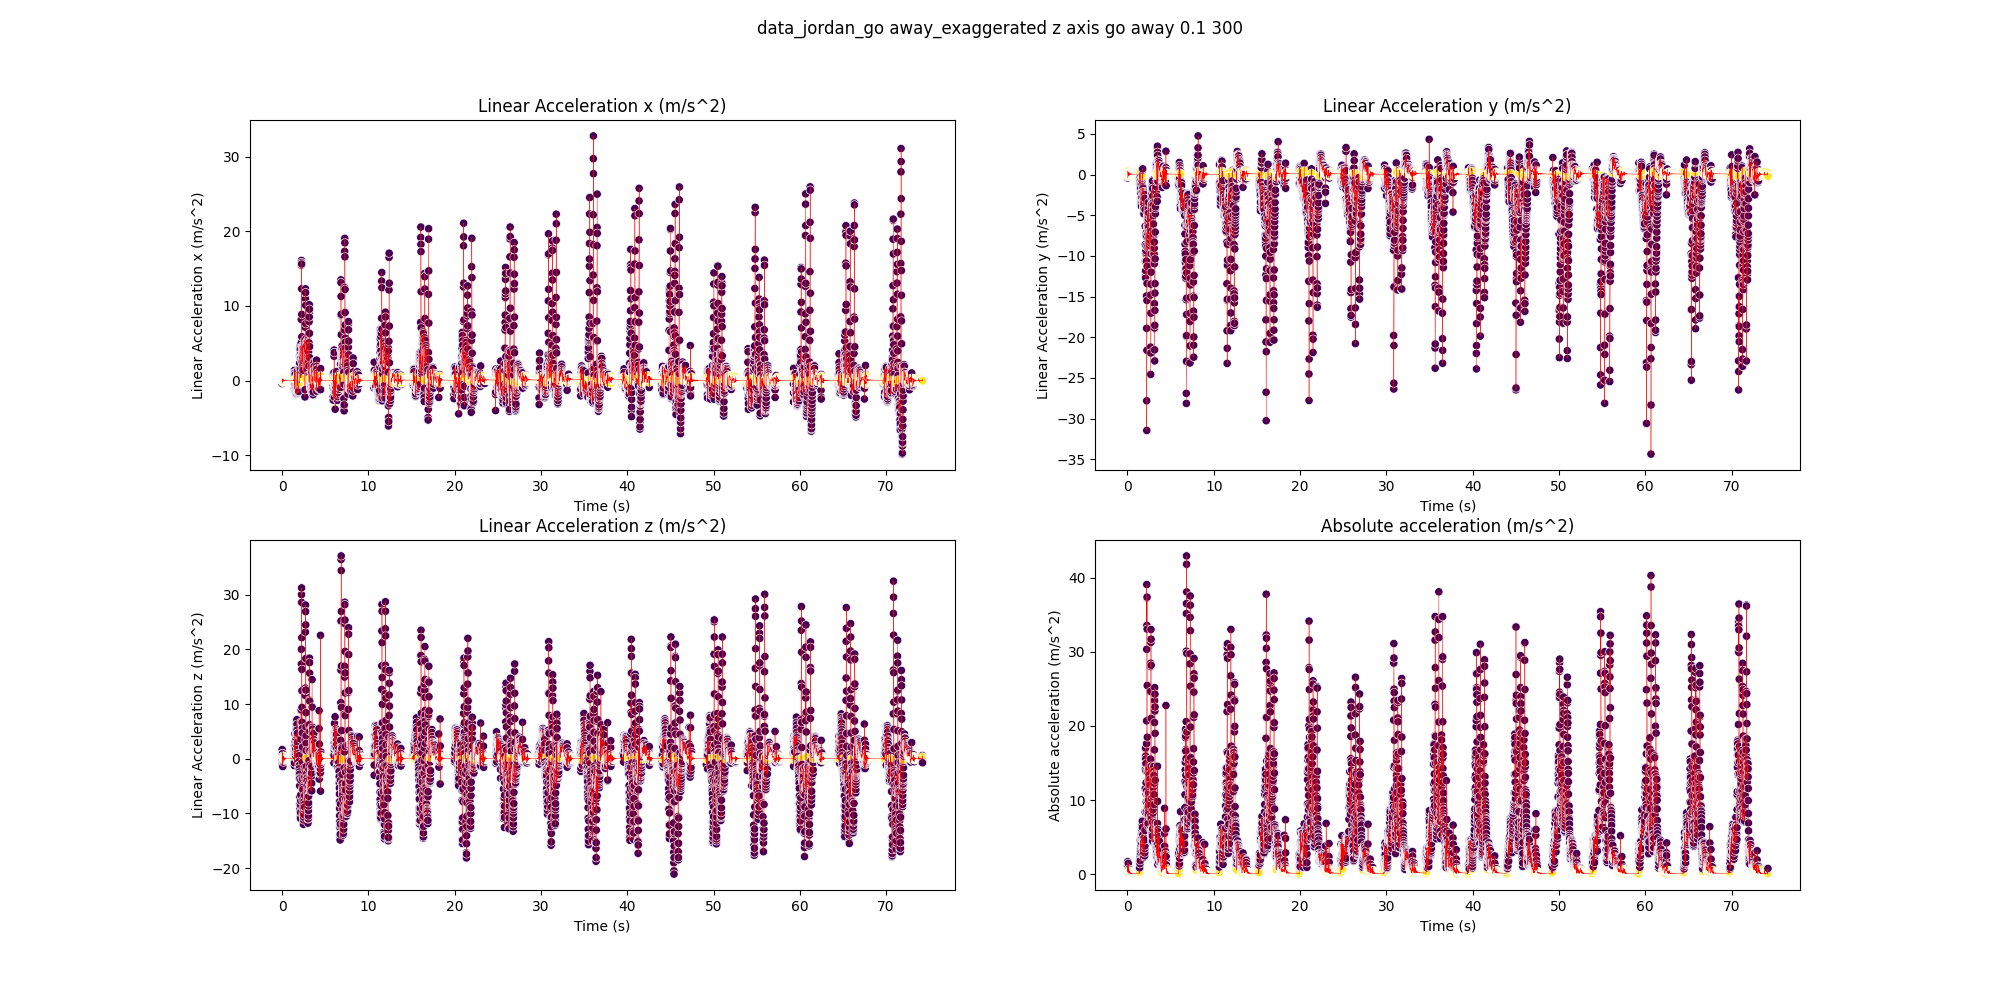 data_jordan_go away_exaggerated z axis go away 0.1 300
Linear Acceleration x (m/s^2)
Linear Acceleration x (m/s^2)
30
20
10
0
−10
0 10 20 30 40 50 60 70
Time (s)
Linear Acceleration y (m/s^2)
Linear Acceleration y (m/s^2)
5
0
−5
−10
−15
−20
−25
−30
−35
0 10 20 30 40 50 60 70
Time (s)
Linear Acceleration z (m/s^2)
Linear Acceleration z (m/s^2)
30
20
10
0
−10
−20
0 10 20 30 40 50 60 70
Time (s)
Absolute acceleration (m/s^2)
Absolute acceleration (m/s^2)
40
30
20
10
0
0 10 20 30 40 50 60 70
Time (s)